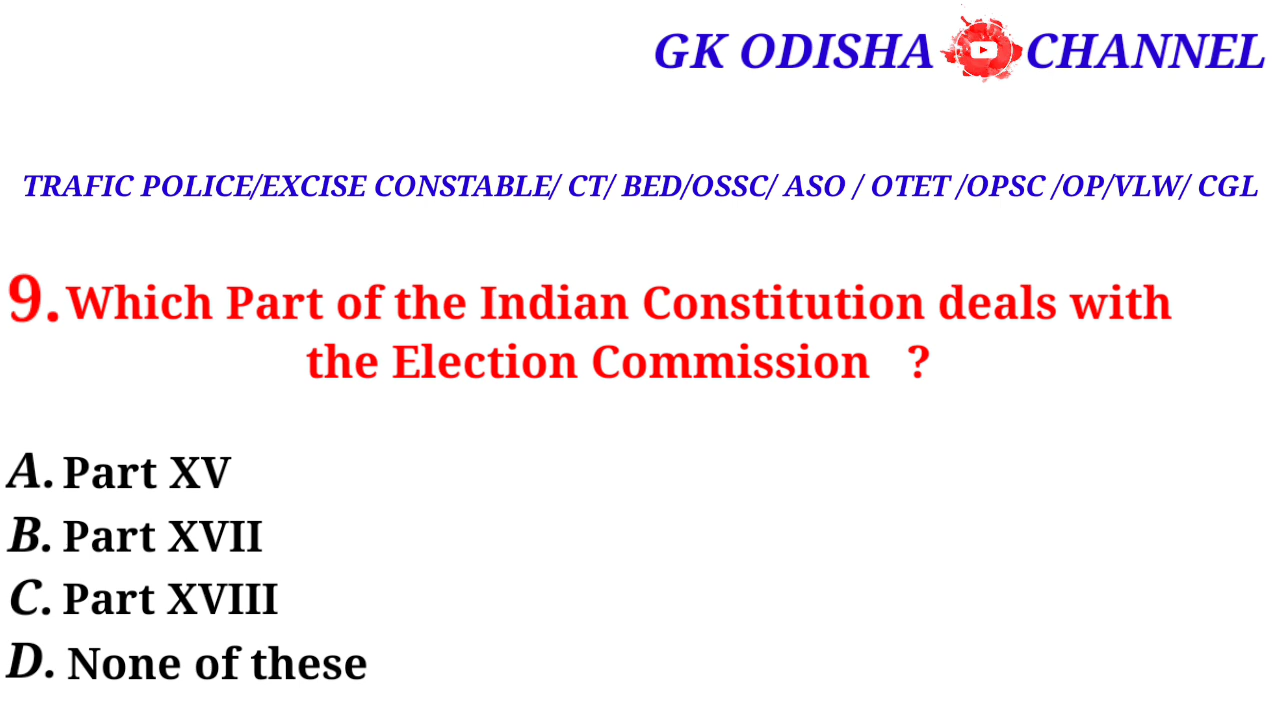 GK ODISHA CHANNEL
TRAFIC POLICE/EXCISE CONSTABLE/ CT/ BED/OSSC/ ASO / OTET /OPSC /OP/VLW/ CGL
9. Which Part of the Indian Constitution deals with
the Election Commission ?
A. Part XV
B. Part XVII
C. Part XVIII
D. None of these